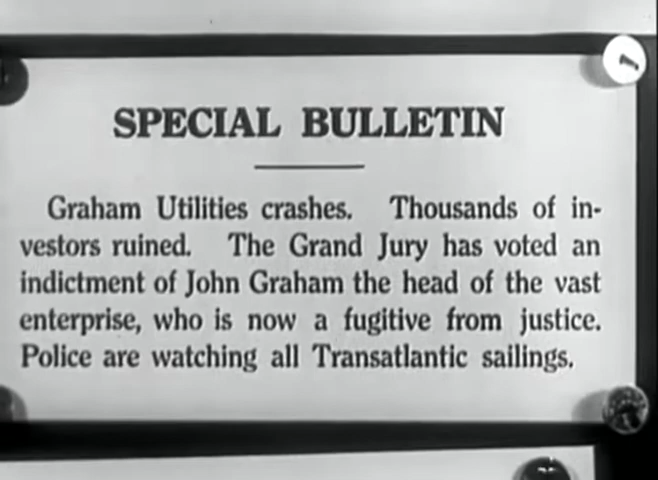 SPECIAL BULLETIN
Graham Utilities crashes. Thousands of in-
vestors ruined. The Grand Jury has voted an
indictment of John Graham the head of the vast
enterprise, who is now a fugitive from justice.
Police are watching all Transatlantic sailings.